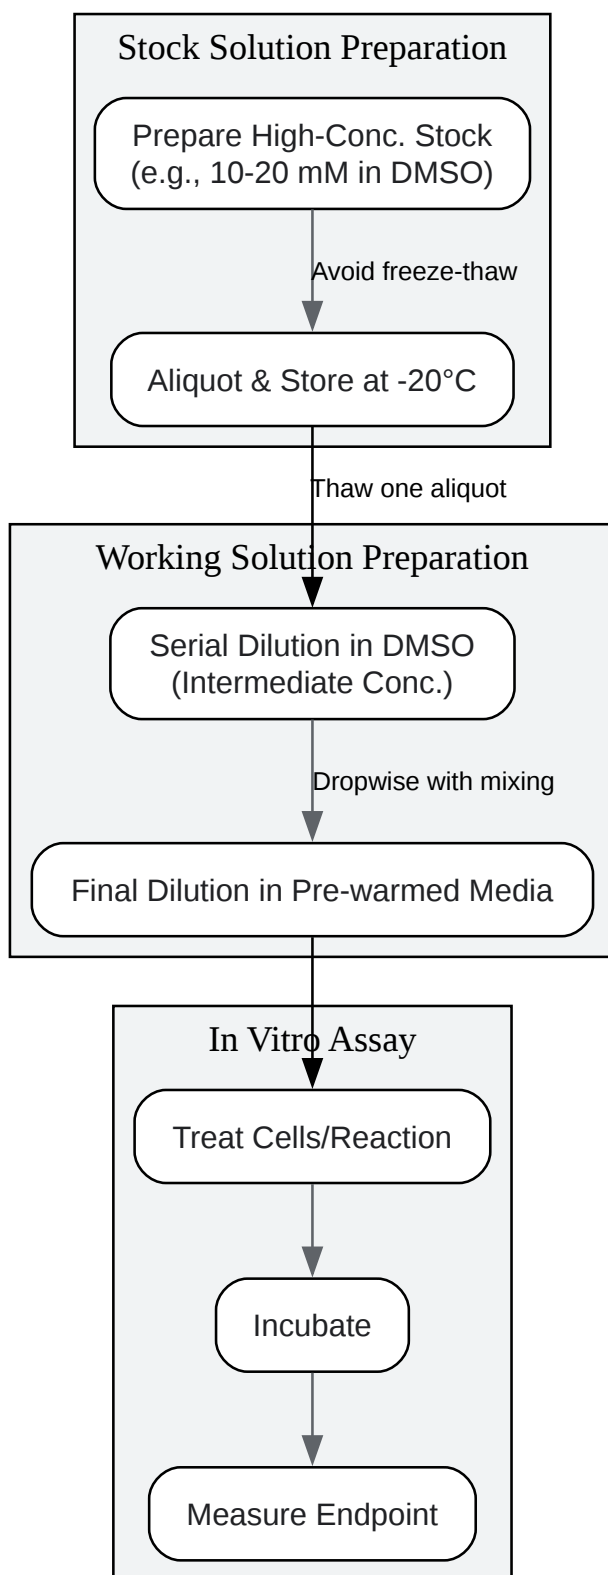 Stock Solution Preparation
Prepare High-Conc. Stock
(e.g., 10-20 mM in DMSO)
Avoid freeze-thaw
Aliquot & Store at -20°C
Thaw one aliquot
Working Solution Preparation
Serial Dilution in DMSO
(Intermediate Conc.)
Dropwise with mixing
Final Dilution in Pre-warmed Media
In Vitro Assay
Treat Cells/Reaction
Incubate
Measure Endpoint